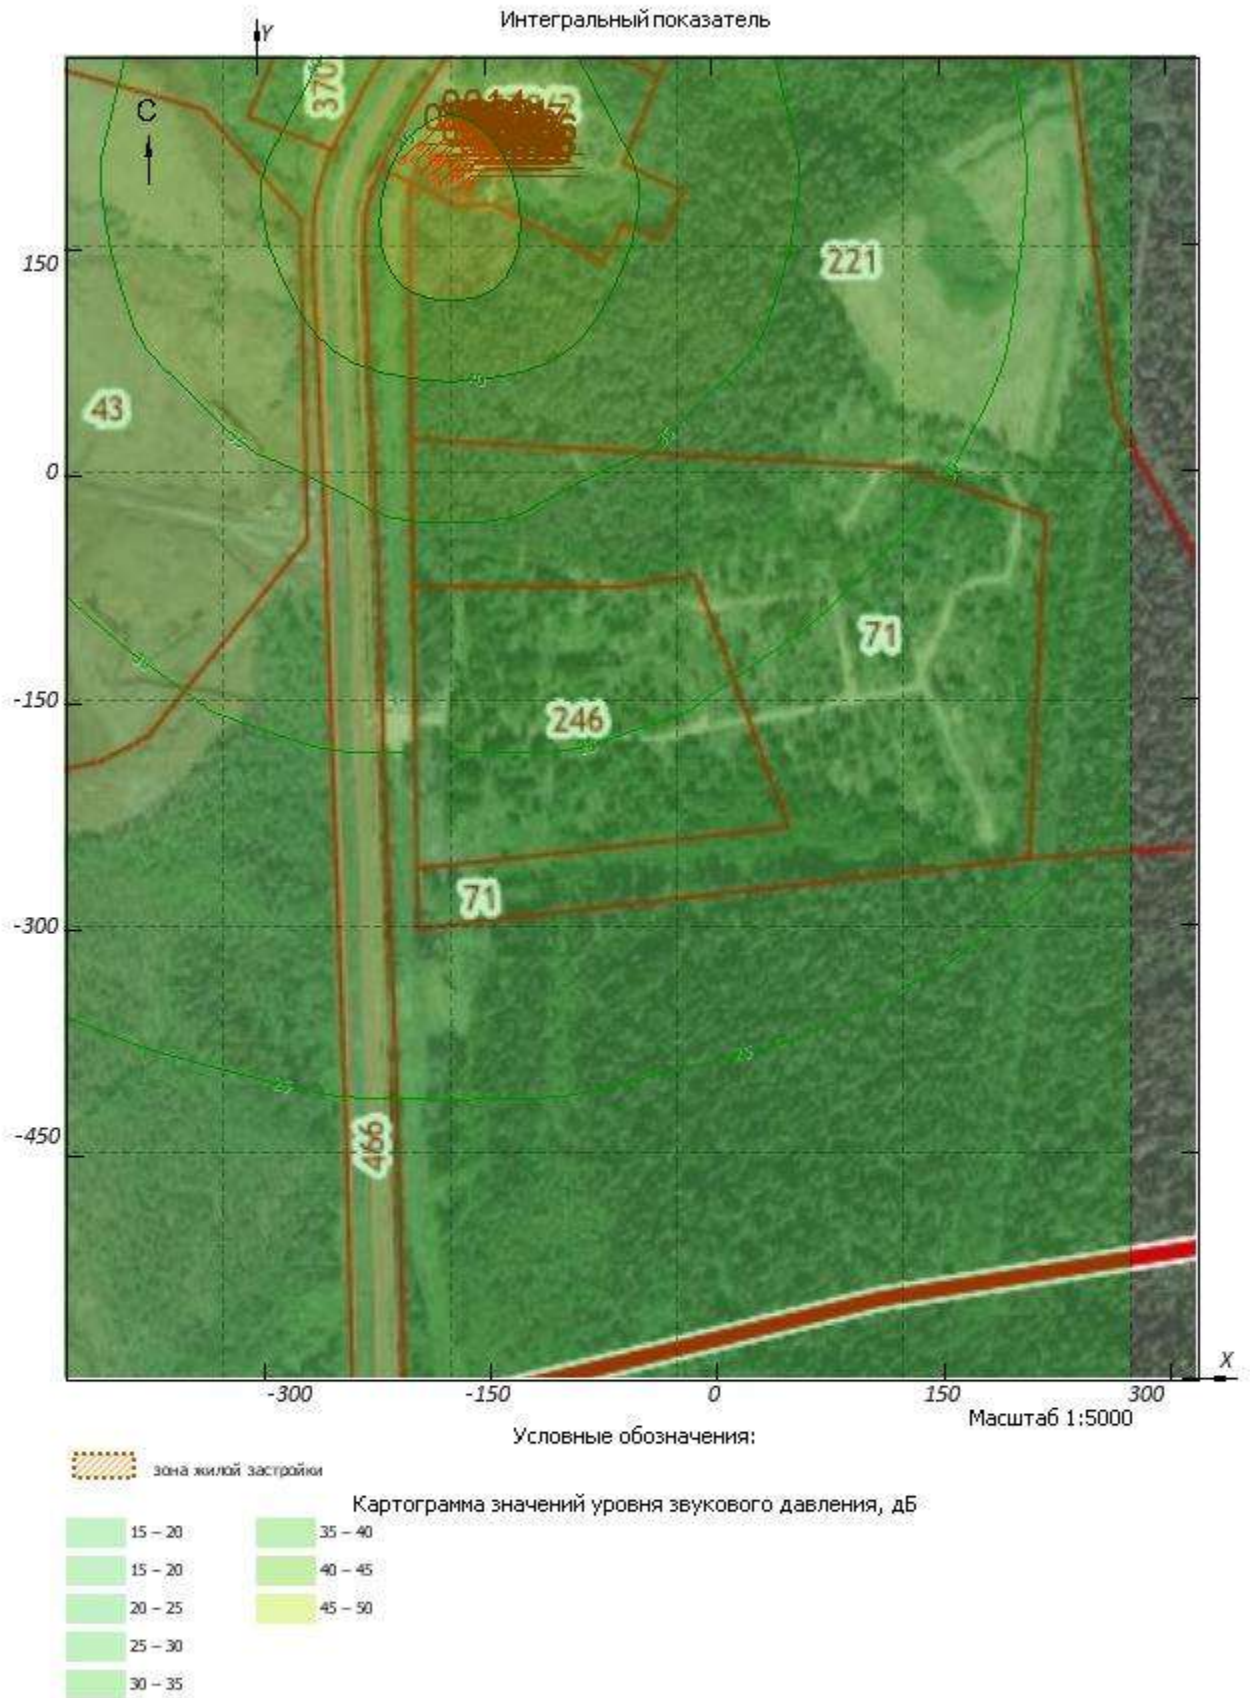 Интегральный показатель
Y
С
370
221
150
43
0
71
-150
246
-300
71
25
25
-450
466
X
-300 -150 0 150 300
Масштаб 1:5000
Условные обозначения:
зона жилой застройки
Картограмма значений уровня звукового давления, дБ
15 – 20 35 – 40
15 – 20 40 – 45
20 – 25 45 – 50
25 – 30
30 – 35